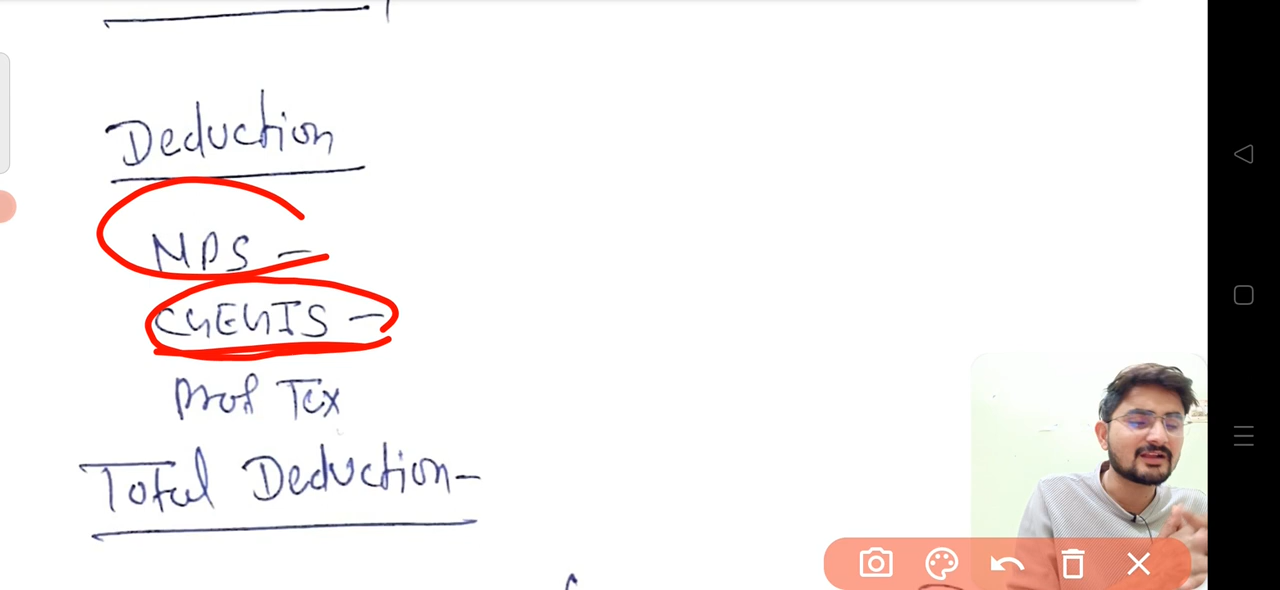 Deduction
NPS -
CGEGIS -
Prof Tax
Total Deduction-